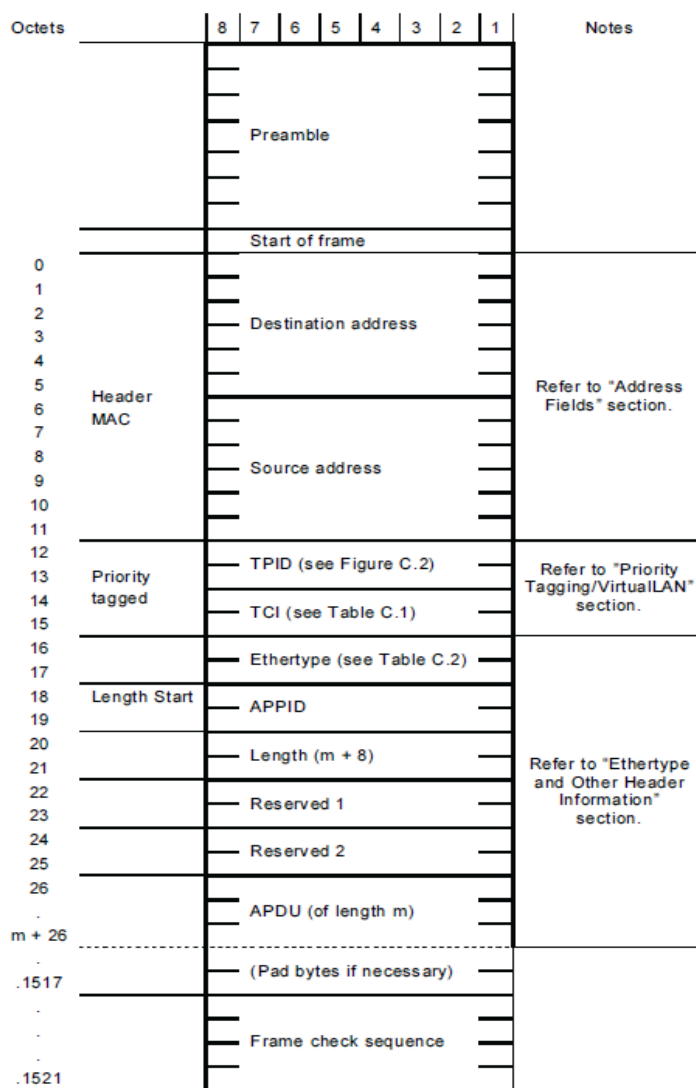 Octets 8 7 6 5 4 3 2 1 Notes
Preamble
Start of frame
0
1
2
3
4
5
6
7
8
9
10
11
Header
MAC
Destination address
Source address
Refer to "Address
Fields" section.
12
13
14
15
Priority
tagged
TPID (see Figure C.2)
TCI (see Table C.1)
Refer to "Priority
Tagging/VirtualLAN"
section.
16
17
Ethertype (see Table C.2)
18
19
Length Start
APPID
20
21
Length (m + 8)
22
23
Reserved 1
24
25
Reserved 2
Refer to "Ethertype
and Other Header
Information"
section.
26
.
m + 26
APDU (of length m)
.
.1517
(Pad bytes if necessary)
.
.
.
.1521
Frame check sequence